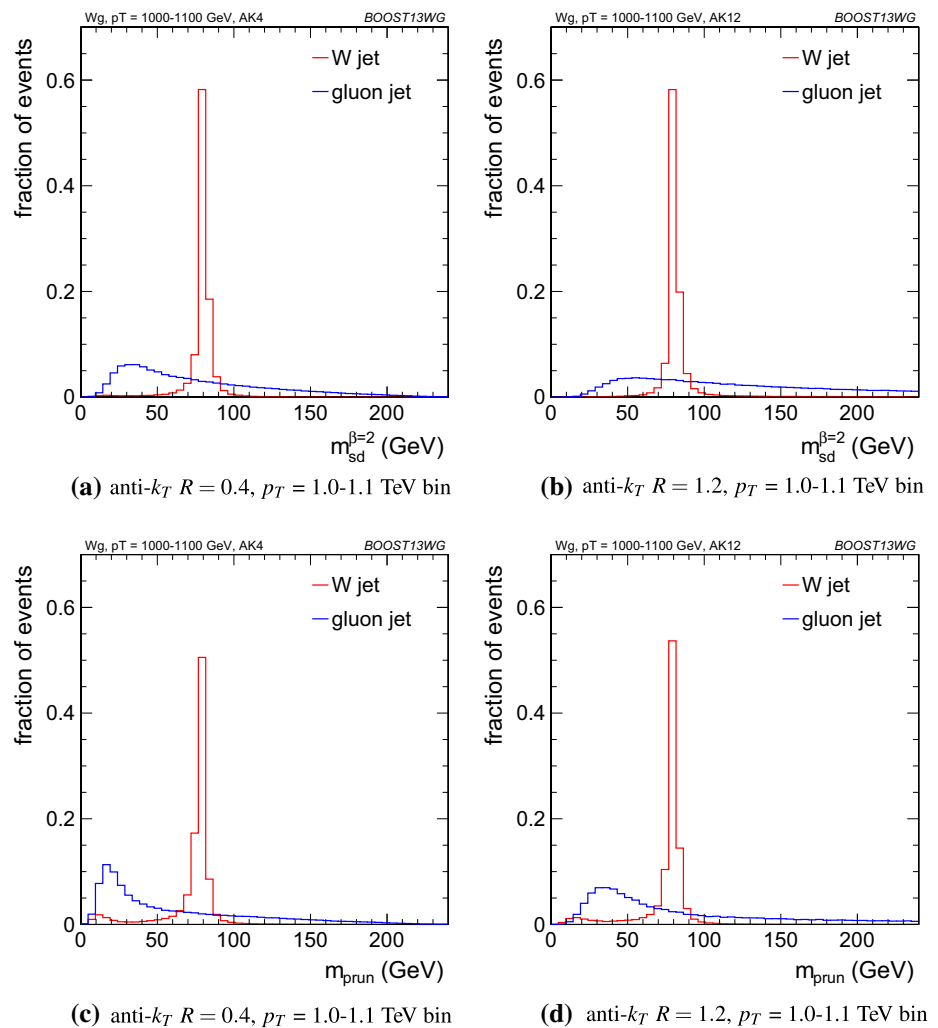 Wg, pT = 1000-1100 GeV, AK4 BOOST13WG
W jet
gluon jet
fraction of events
0.6
0.4
0.2
0
0 50 100 150 200
m_sd^β=2 (GeV)
(a) anti-k_T R = 0.4, p_T = 1.0-1.1 TeV bin
Wg, pT = 1000-1100 GeV, AK12 BOOST13WG
W jet
gluon jet
fraction of events
0.6
0.4
0.2
0
0 50 100 150 200
m_sd^β=2 (GeV)
(b) anti-k_T R = 1.2, p_T = 1.0-1.1 TeV bin
Wg, pT = 1000-1100 GeV, AK4 BOOST13WG
W jet
gluon jet
fraction of events
0.6
0.4
0.2
0
0 50 100 150 200
m_prun (GeV)
(c) anti-k_T R = 0.4, p_T = 1.0-1.1 TeV bin
Wg, pT = 1000-1100 GeV, AK12 BOOST13WG
W jet
gluon jet
fraction of events
0.6
0.4
0.2
0
0 50 100 150 200
m_prun (GeV)
(d) anti-k_T R = 1.2, p_T = 1.0-1.1 TeV bin